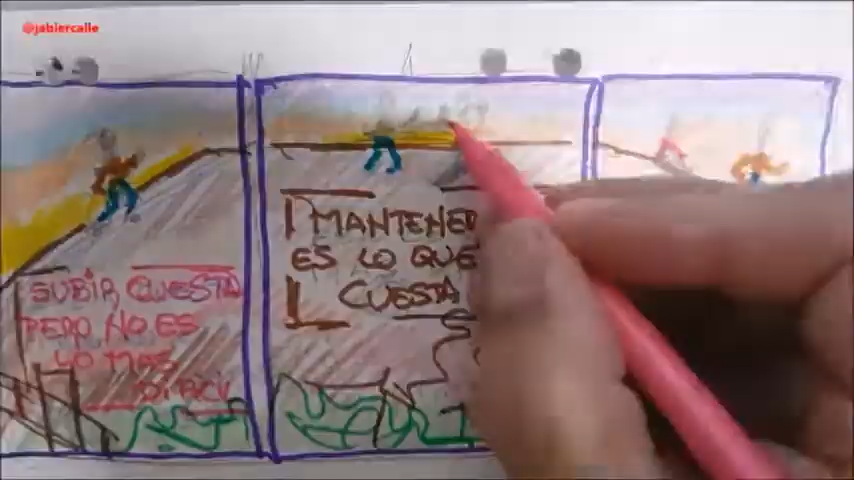 @jabiercalle
SUBIR CUESTA
PERO NO ES
LO MAS
DIFICIL
MANTENER
ES LO QUE
CUESTA